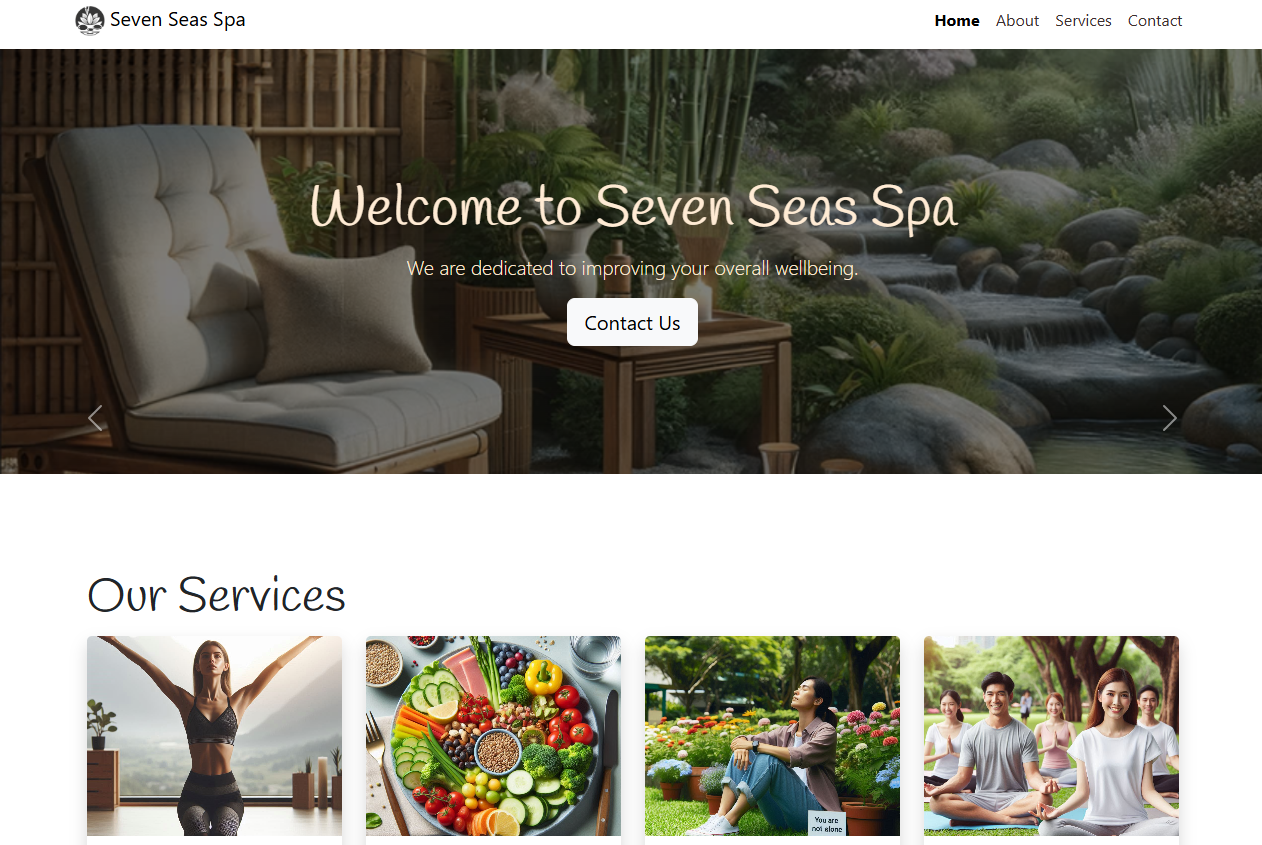 Seven Seas Spa
Home About Services Contact
Welcome to Seven Seas Spa
We are dedicated to improving your overall wellbeing.
Contact Us
Our Services
You are
not alone